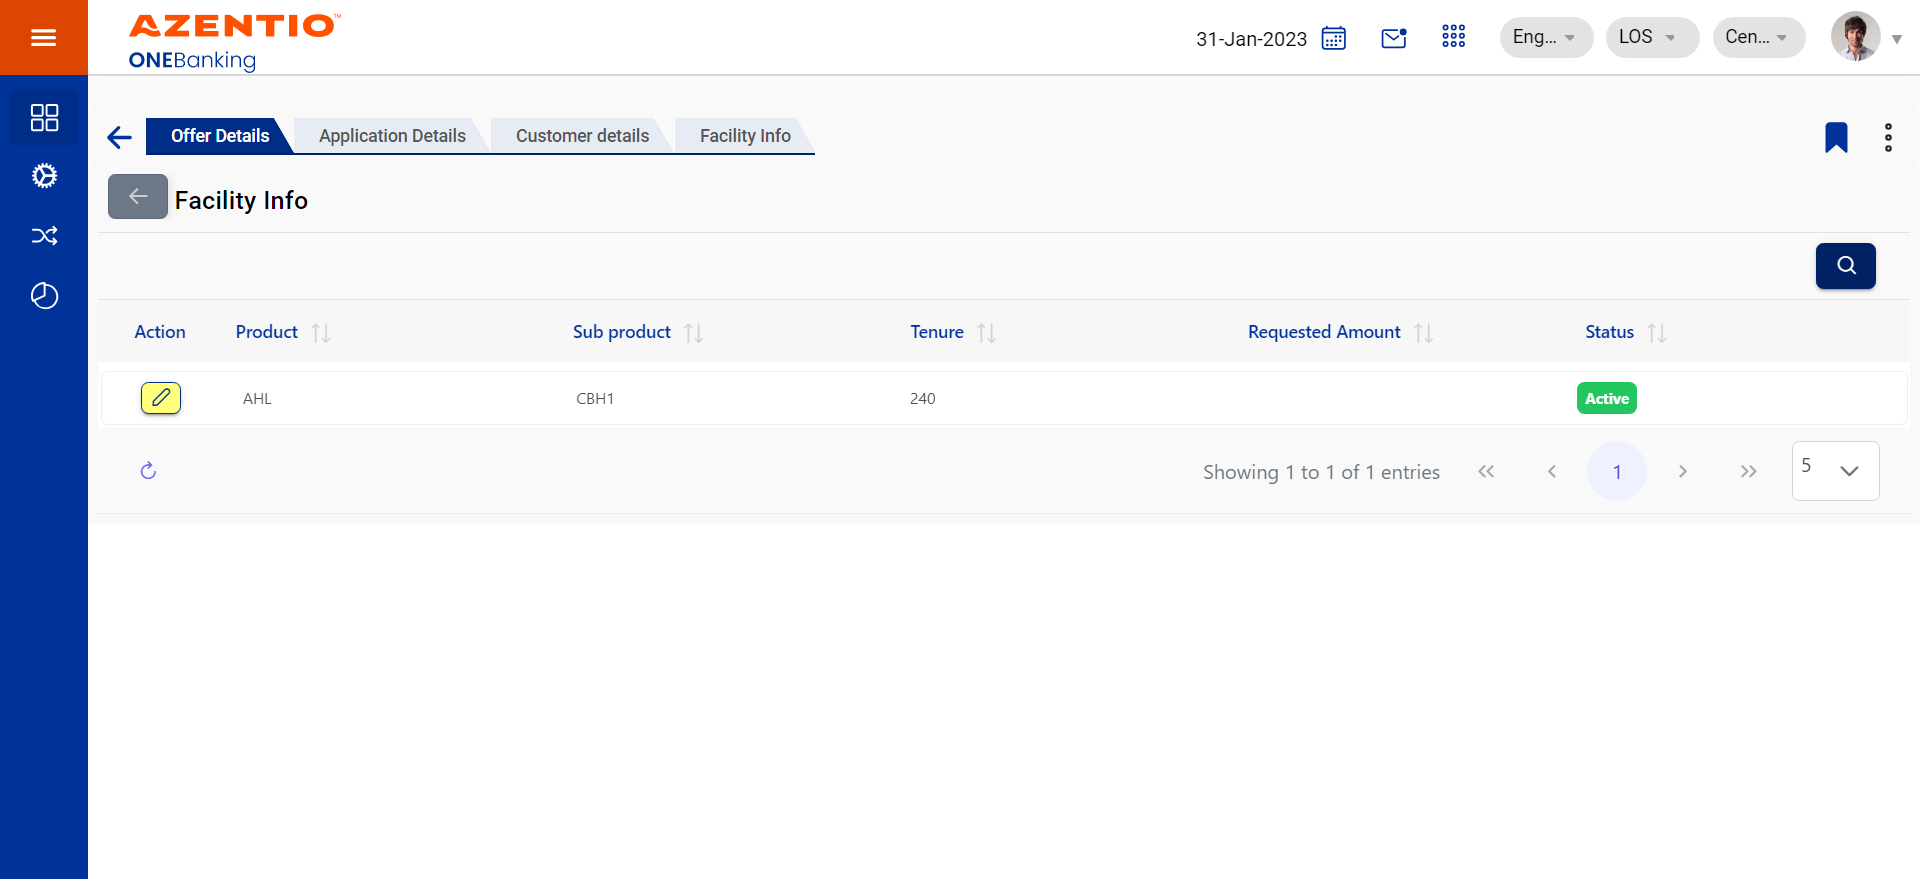 AZENTIO™
ONEBanking
31-Jan-2023
Eng...
LOS
Cen...
Offer Details
Application Details
Customer details
Facility Info
Facility Info
Action
Product
Sub product
Tenure
Requested Amount
Status
AHL
CBH1
240
Active
Showing 1 to 1 of 1 entries
1
5